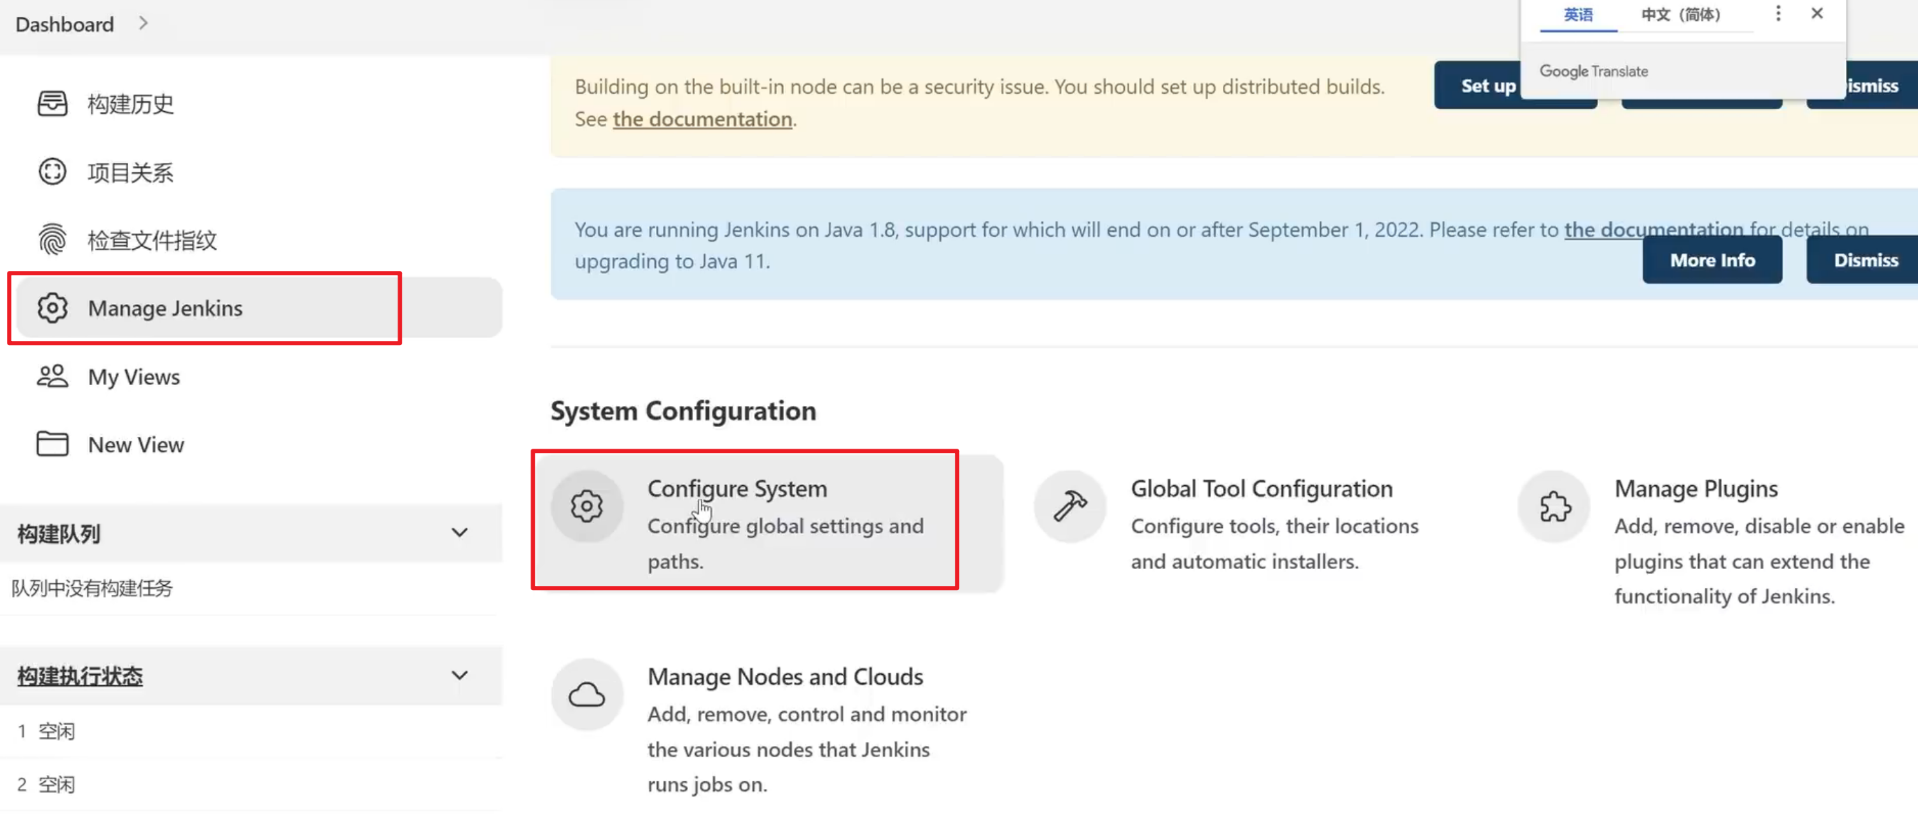 Dashboard
构建历史
项目关系
检查文件指纹
Manage Jenkins
My Views
New View
构建队列
队列中没有构建任务
构建执行状态
1 空闲
2 空闲
英语 中文（简体）
Google Translate
Building on the built-in node can be a security issue. You should set up distributed builds.
See the documentation.
Set up
ismiss
You are running Jenkins on Java 1.8, support for which will end on or after September 1, 2022. Please refer to the documentation for details on
upgrading to Java 11.
More Info
Dismiss
System Configuration
Configure System
Configure global settings and
paths.
Global Tool Configuration
Configure tools, their locations
and automatic installers.
Manage Plugins
Add, remove, disable or enable
plugins that can extend the
functionality of Jenkins.
Manage Nodes and Clouds
Add, remove, control and monitor
the various nodes that Jenkins
runs jobs on.